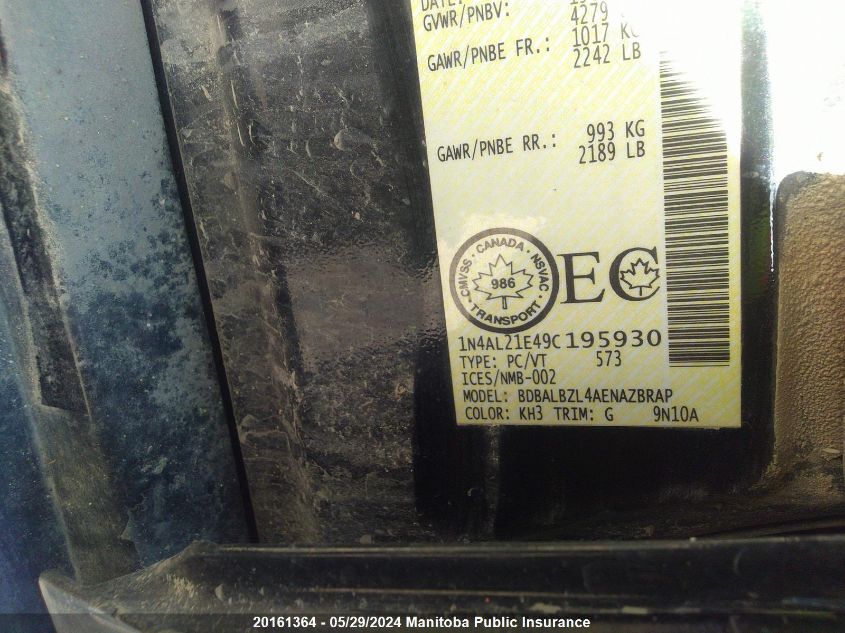 GVWR/PNBV: 4279
GAWR/PNBE FR.: 1017 KG
2242 LB
GAWR/PNBE RR.: 993 KG
2189 LB
CMVSS · CANADA · NSVAC
986
TRANSPORT
EC
1N4AL21E49C195930
TYPE: PC/VT 573
ICES/NMB-002
MODEL: BDBALBZL4AENAZBRAP
COLOR: KH3 TRIM: G 9N10A
20161364 - 05/29/2024 Manitoba Public Insurance